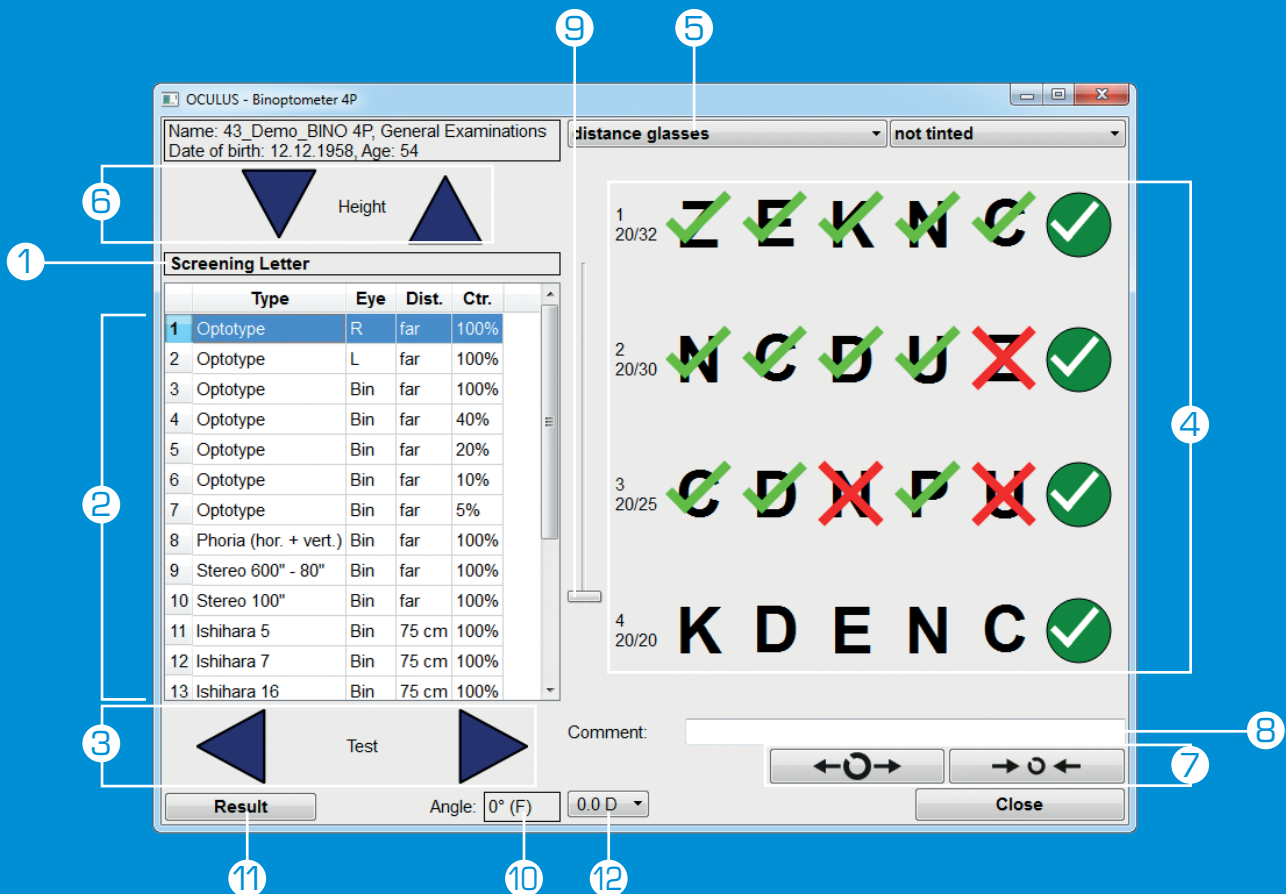 9
5
OCULUS - Binoptometer 4P
Name: 43_Demo_BINO 4P, General Examinations
Date of birth: 12.12.1958, Age: 54
distance glasses
not tinted
6
Height
1
Screening Letter
Type Eye Dist. Ctr.
1 Optotype R far 100%
2 Optotype L far 100%
3 Optotype Bin far 100%
4 Optotype Bin far 40%
5 Optotype Bin far 20%
6 Optotype Bin far 10%
7 Optotype Bin far 5%
8 Phoria (hor. + vert.) Bin far 100%
9 Stereo 600" - 80" Bin far 100%
10 Stereo 100" Bin far 100%
11 Ishihara 5 Bin 75 cm 100%
12 Ishihara 7 Bin 75 cm 100%
13 Ishihara 16 Bin 75 cm 100%
2
1
20/32
Z E K N C
2
20/30
N C D U Z
3
20/25
C D N P U
4
20/20
K D E N C
4
3
Test
Comment:
8
7
Result
Angle: 0° (F)
0.0 D
Close
11
10
12